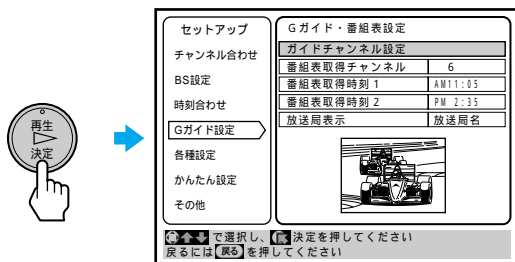 再生
決定
セットアップ
チャンネル合わせ
BS設定
時刻合わせ
Gガイド設定
各種設定
かんたん設定
その他
Gガイド・番組表設定
ガイドチャンネル設定
番組表取得チャンネル 6
番組表取得時刻1 AM11:05
番組表取得時刻2 PM 2:35
放送局表示 放送局名
で選択し、決定を押してください
戻るには 戻る を押してください